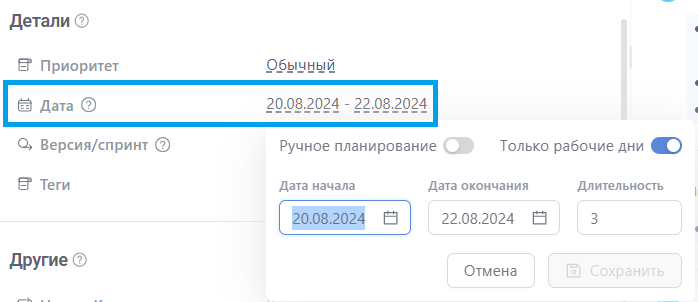 Детали
Приоритет Обычный
Дата 20.08.2024 - 22.08.2024
Версия/спринт
Ручное планирование Только рабочие дни
Теги
Дата начала Дата окончания Длительность
20.08.2024 22.08.2024 3
Другие
Отмена Сохранить